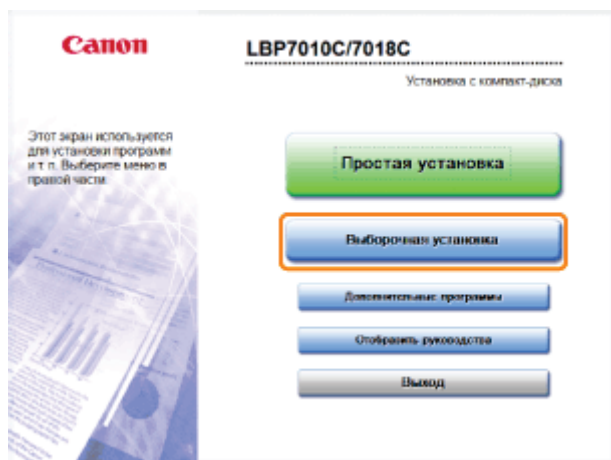 Canon
LBP7010C/7018C
Установка с компакт-диска
Этот экран используется
для установки программ
и т. п. Выберите меню в
правой части.
Простая установка
Выборочная установка
Дополнительные программы
Отобразить руководства
Выход